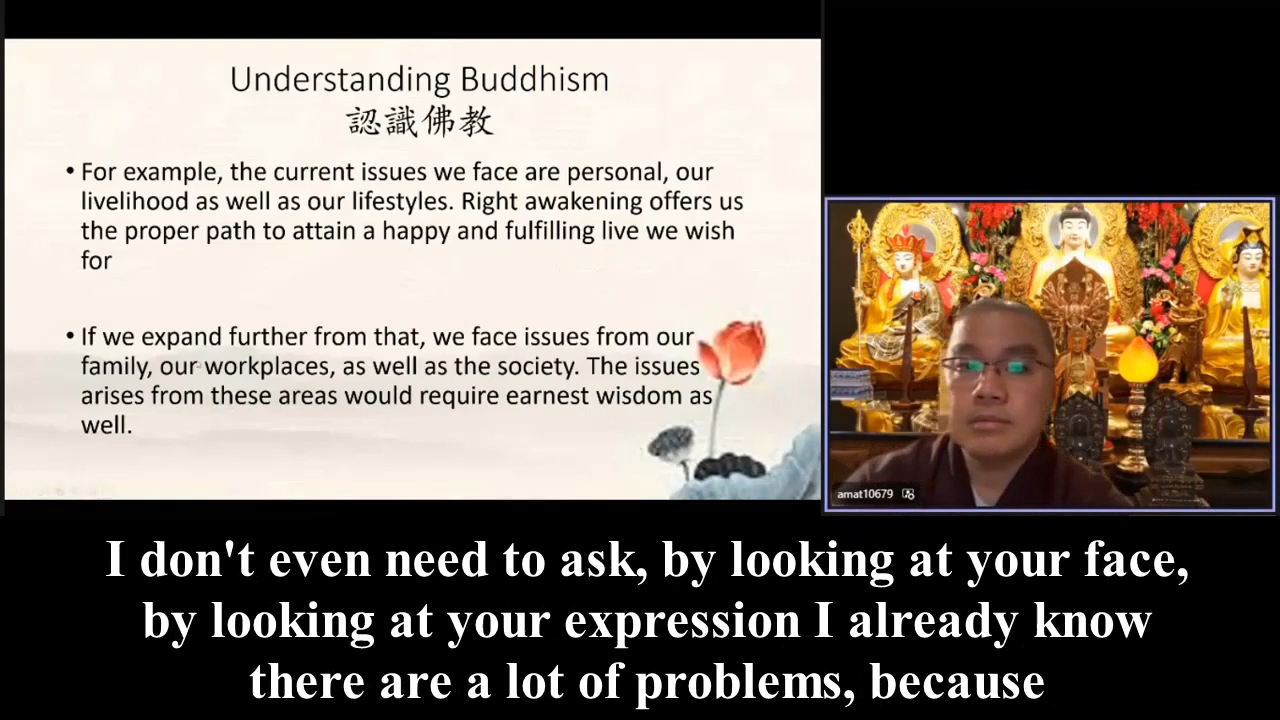 Understanding Buddhism
認識佛教
• For example, the current issues we face are personal, our
livelihood as well as our lifestyles. Right awakening offers us
the proper path to attain a happy and fulfilling live we wish
for
• If we expand further from that, we face issues from our
family, our workplaces, as well as the society. The issues
arises from these areas would require earnest wisdom as
well.
amat10679
I don't even need to ask, by looking at your face,
by looking at your expression I already know
there are a lot of problems, because